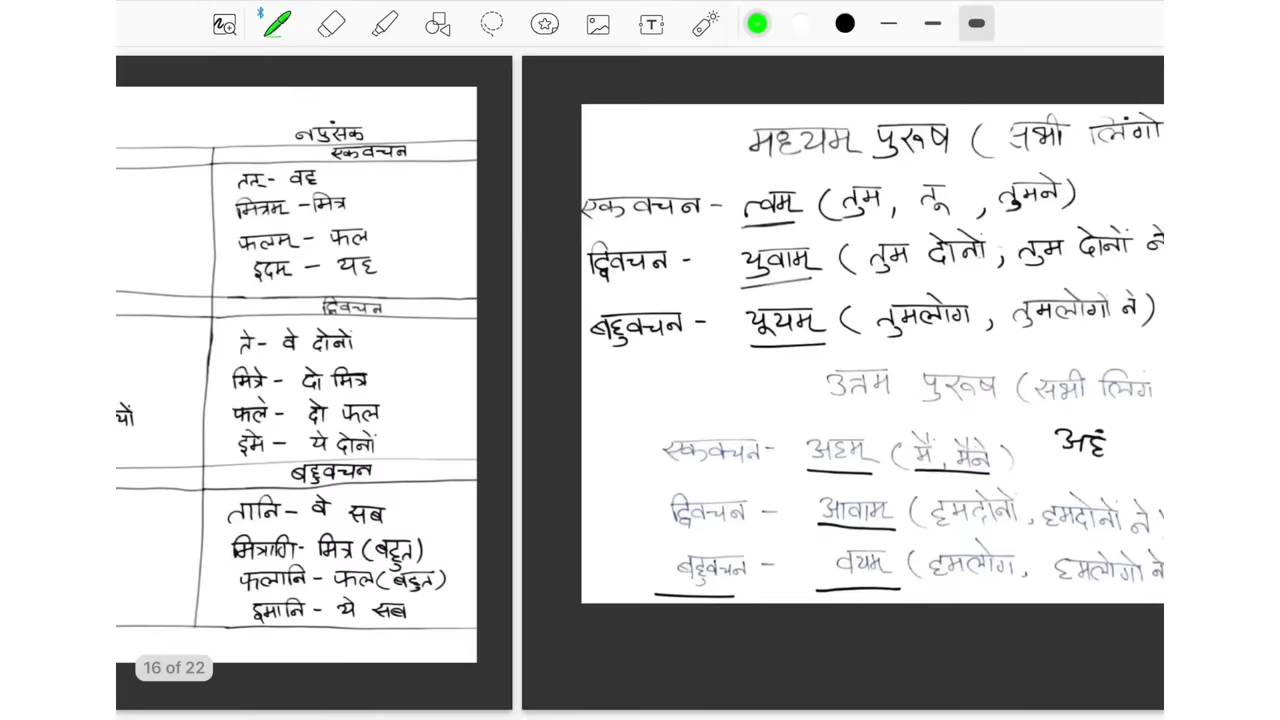 नपुंसक
एकवचन
तत् - वह
मित्रम् - मित्र
फलम् - फल
इदम् - यह
द्विवचन
ते - वे दोनों
मित्रे - दो मित्र
फले - दो फल
इमे - ये दोनों
बहुवचन
तानि - वे सब
मित्राणि - मित्र (बहुत)
फलानि - फल (बहुत)
इमानि - ये सब
16 of 22
मध्यम पुरूष ( सभी लिंगो
एकवचन - त्वम् (तुम, तू , तुमने)
द्विवचन - युवाम् ( तुम दोनों, तुम दोनों ने
बहुवचन - यूयम् ( तुमलोग, तुमलोगो ने)
उत्तम पुरूष (सभी लिंग
एकवचन - अहम् (मैं, मैंने) अहं
द्विवचन - आवाम् (हमदोनों, हमदोनों ने
बहुवचन - वयम् (हमलोग, हमलोगो ने
T